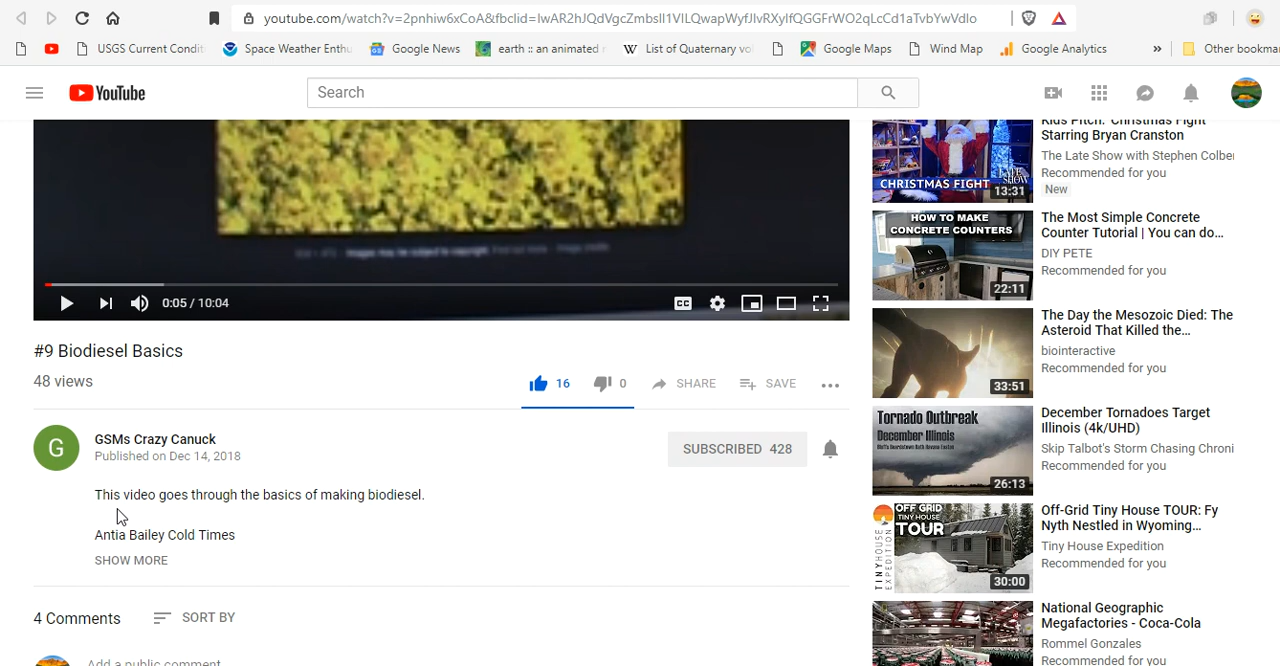 youtube.com/watch?v=2pnhiw6xCoA&fbclid=IwAR2hJQdVgcZmbsIl1VlLQwapWyfJlvRXylfQGGFrWO2qLcCd1aTvbYwVdlo
USGS Current Condit
Space Weather Enthu
Google News
earth :: an animated
W List of Quaternary vo
Google Maps
Wind Map
Google Analytics
»
Other bookmar
YouTube
Search
0:05 / 10:04
CC
#9 Biodiesel Basics
48 views
16
0
SHARE
SAVE
G
GSMs Crazy Canuck
Published on Dec 14, 2018
SUBSCRIBED 428
This video goes through the basics of making biodiesel.
Antia Bailey Cold Times
SHOW MORE
4 Comments
SORT BY
Add a public comment
Kids Pitch: Christmas Fight
Starring Bryan Cranston
The Late Show with Stephen Colber
Recommended for you
New
CHRISTMAS FIGHT
LATE SHOW
13:31
The Most Simple Concrete
Counter Tutorial | You can do...
DIY PETE
Recommended for you
HOW TO MAKE
CONCRETE COUNTERS
22:11
The Day the Mesozoic Died: The
Asteroid That Killed the...
biointeractive
Recommended for you
33:51
December Tornadoes Target
Illinois (4k/UHD)
Skip Talbot's Storm Chasing Chroni
Recommended for you
Tornado Outbreak
December Illinois
26:13
Off-Grid Tiny House TOUR: Fy
Nyth Nestled in Wyoming...
Tiny House Expedition
Recommended for you
OFF GRID
TINY HOUSE
TOUR
TINYHOUSE
EXPEDITION
30:00
National Geographic
Megafactories - Coca-Cola
Rommel Gonzales
Recommended for you